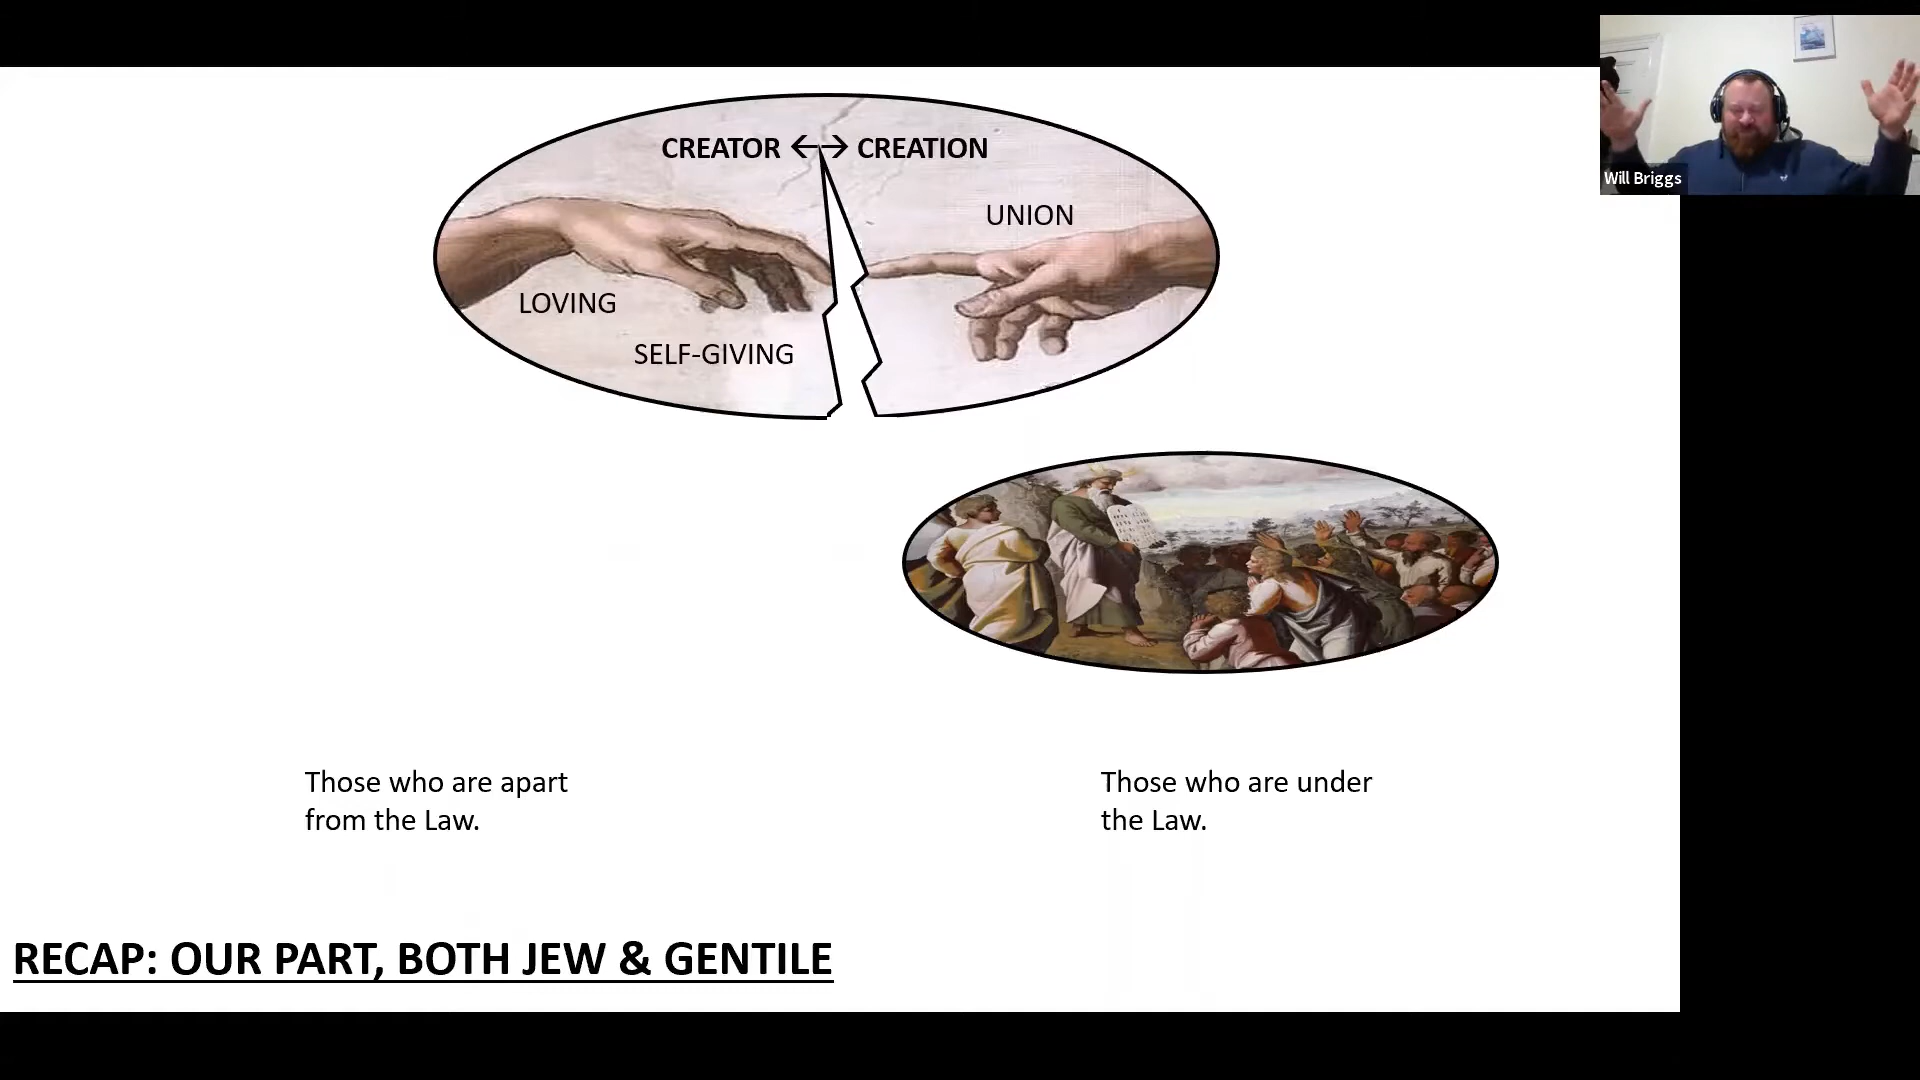 CREATOR ←→ CREATION
UNION
LOVING
SELF-GIVING
Those who are apart
from the Law.
Those who are under
the Law.
RECAP: OUR PART, BOTH JEW & GENTILE
Will Briggs